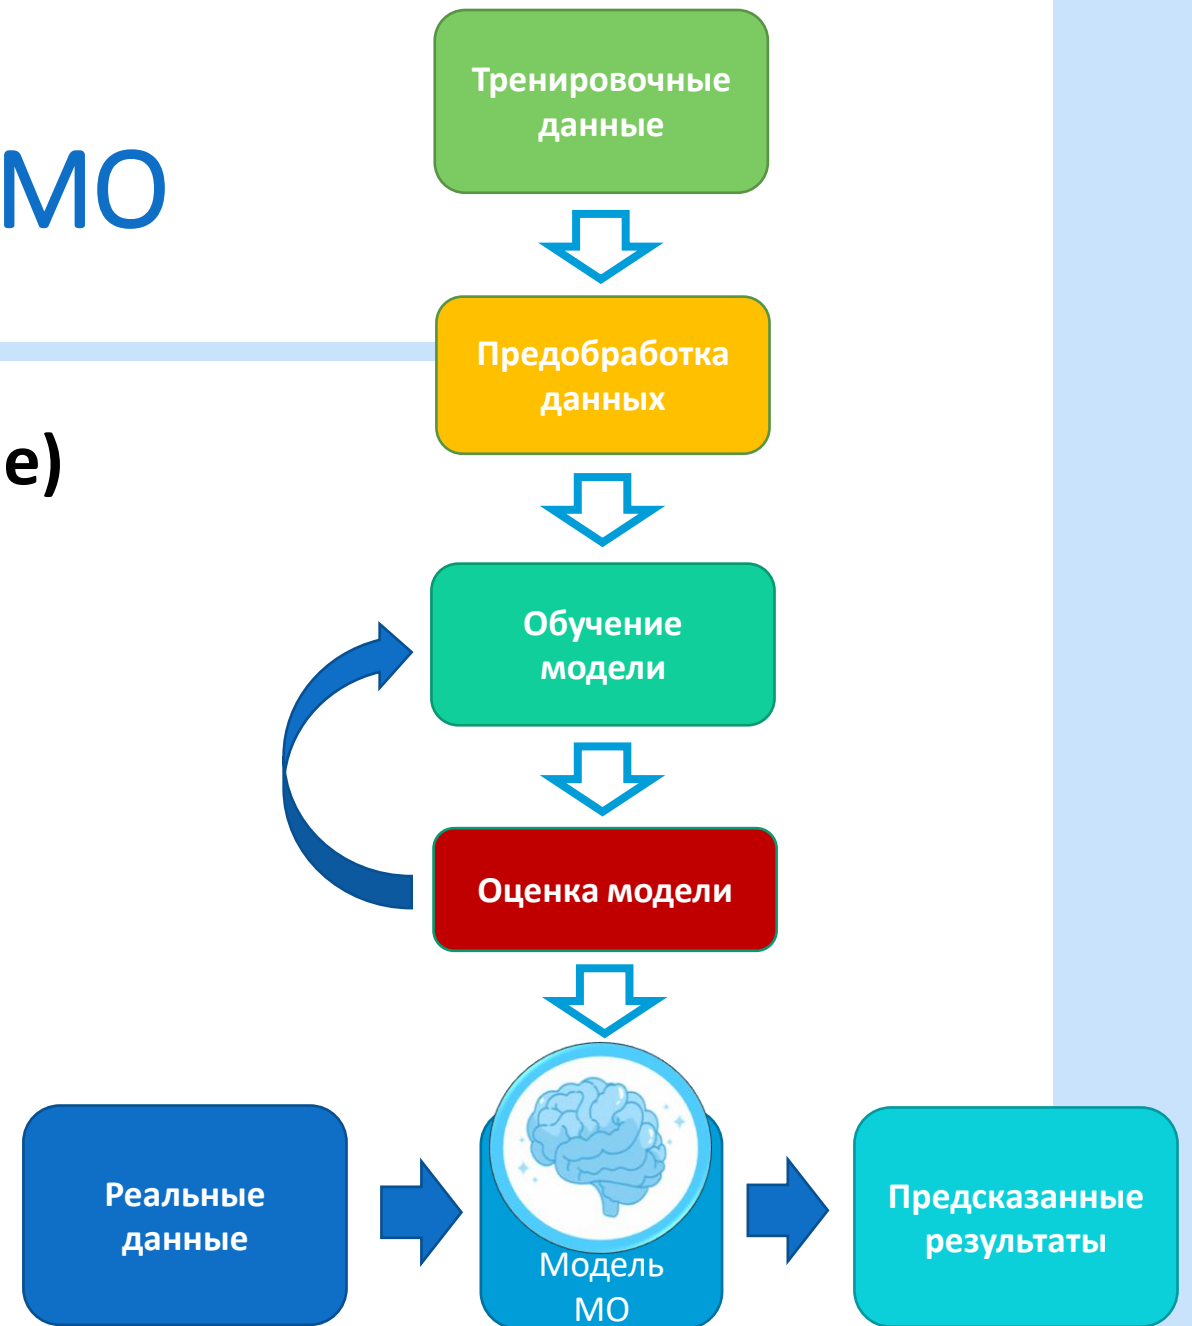 Тренировочные
данные
МО
Предобработка
данных
е)
Обучение
модели
Оценка модели
Реальные
данные
Модель
МО
Предсказанные
результаты